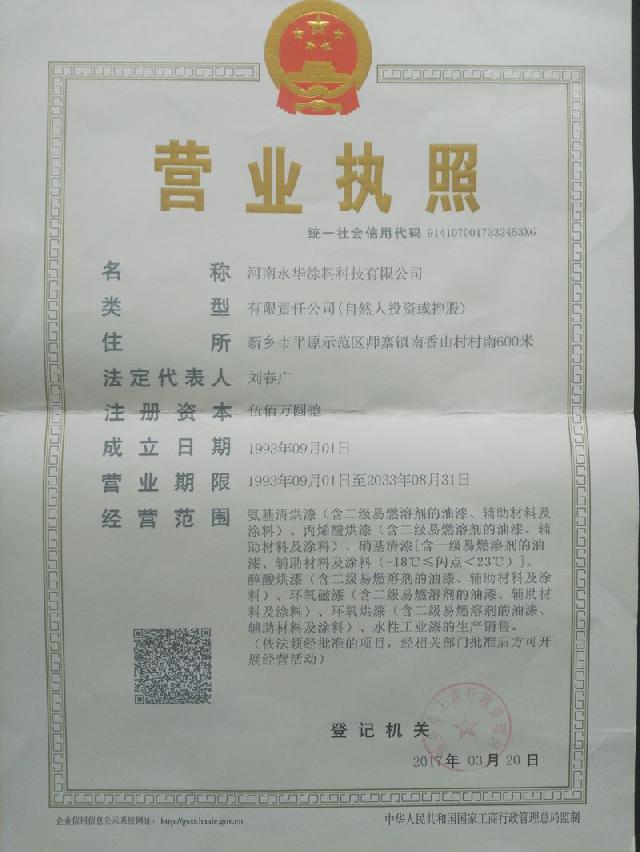 营业执照
统一社会信用代码 9141070017332453XG
名称 河南永华涂料科技有限公司
类型 有限责任公司(自然人投资或控股)
住所 新乡市平原示范区师寨镇南香山村村南600米
法定代表人 刘春广
注册资本 伍佰万圆整
成立日期 1993年09月01日
营业期限 1993年09月01日至2033年08月31日
经营范围 氨基清烘漆（含二级易燃溶剂的油漆、辅助材料及
涂料）、丙烯酸烘漆（含二级易燃溶剂的油漆、辅
助材料及涂料）、硝基清漆[含一级易燃溶剂的油
漆、辅助材料及涂料（-18℃≤闪点<23℃）]、
醇酸烘漆（含二级易燃溶剂的油漆、辅助材料及涂
料）、环氧磁漆（含二级易燃溶剂的油漆、辅助材
料及涂料）、环氧烘漆（含二级易燃溶剂的油漆、
辅助材料及涂料）、水性工业漆的生产销售。
（依法须经批准的项目，经相关部门批准后方可开
展经营活动）
登记机关
工商行政管理局
2017年 03月 20日
企业信用信息公示系统网址：http://gsxt.haaic.gov.cn
中华人民共和国国家工商行政管理总局监制